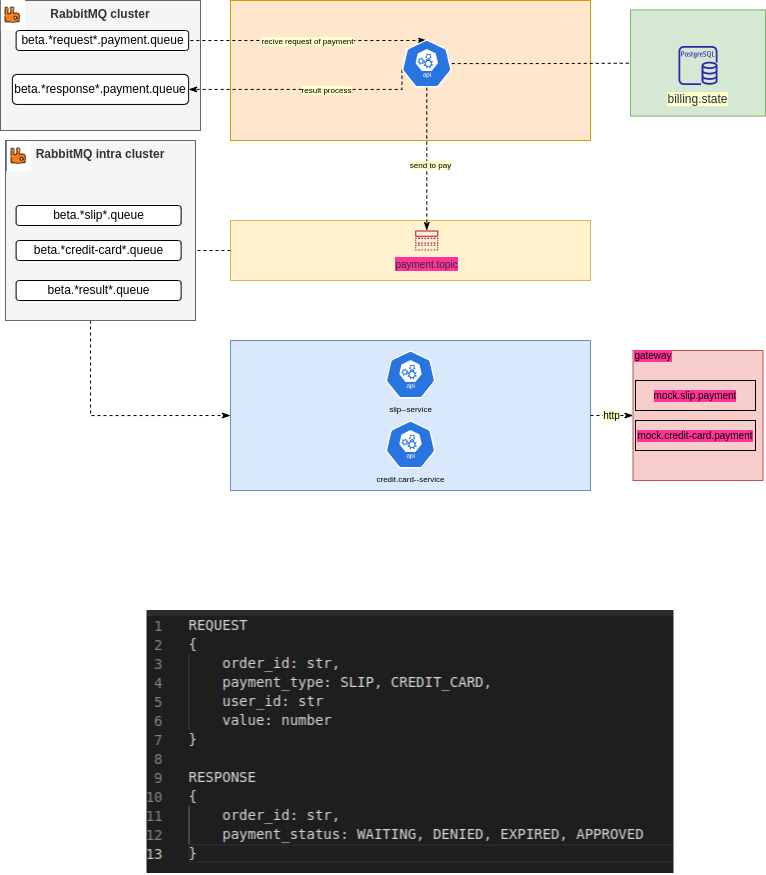 RabbitMQ cluster
beta.*request*.payment.queue
recive request of payment
api
PostgreSQL
beta.*response*.payment.queue
result process
billing.state
RabbitMQ intra cluster
send to pay
beta.*slip*.queue
beta.*credit-card*.queue
payment.topic
beta.*result*.queue
gateway
api
mock.slip.payment
slip--service
http
mock.credit-card.payment
api
credit.card--service
1 REQUEST
2 {
3 order_id: str,
4 payment_type: SLIP, CREDIT_CARD,
5 user_id: str
6 value: number
7 }
8
9 RESPONSE
10 {
11 order_id: str,
12 payment_status: WAITING, DENIED, EXPIRED, APPROVED
13 }